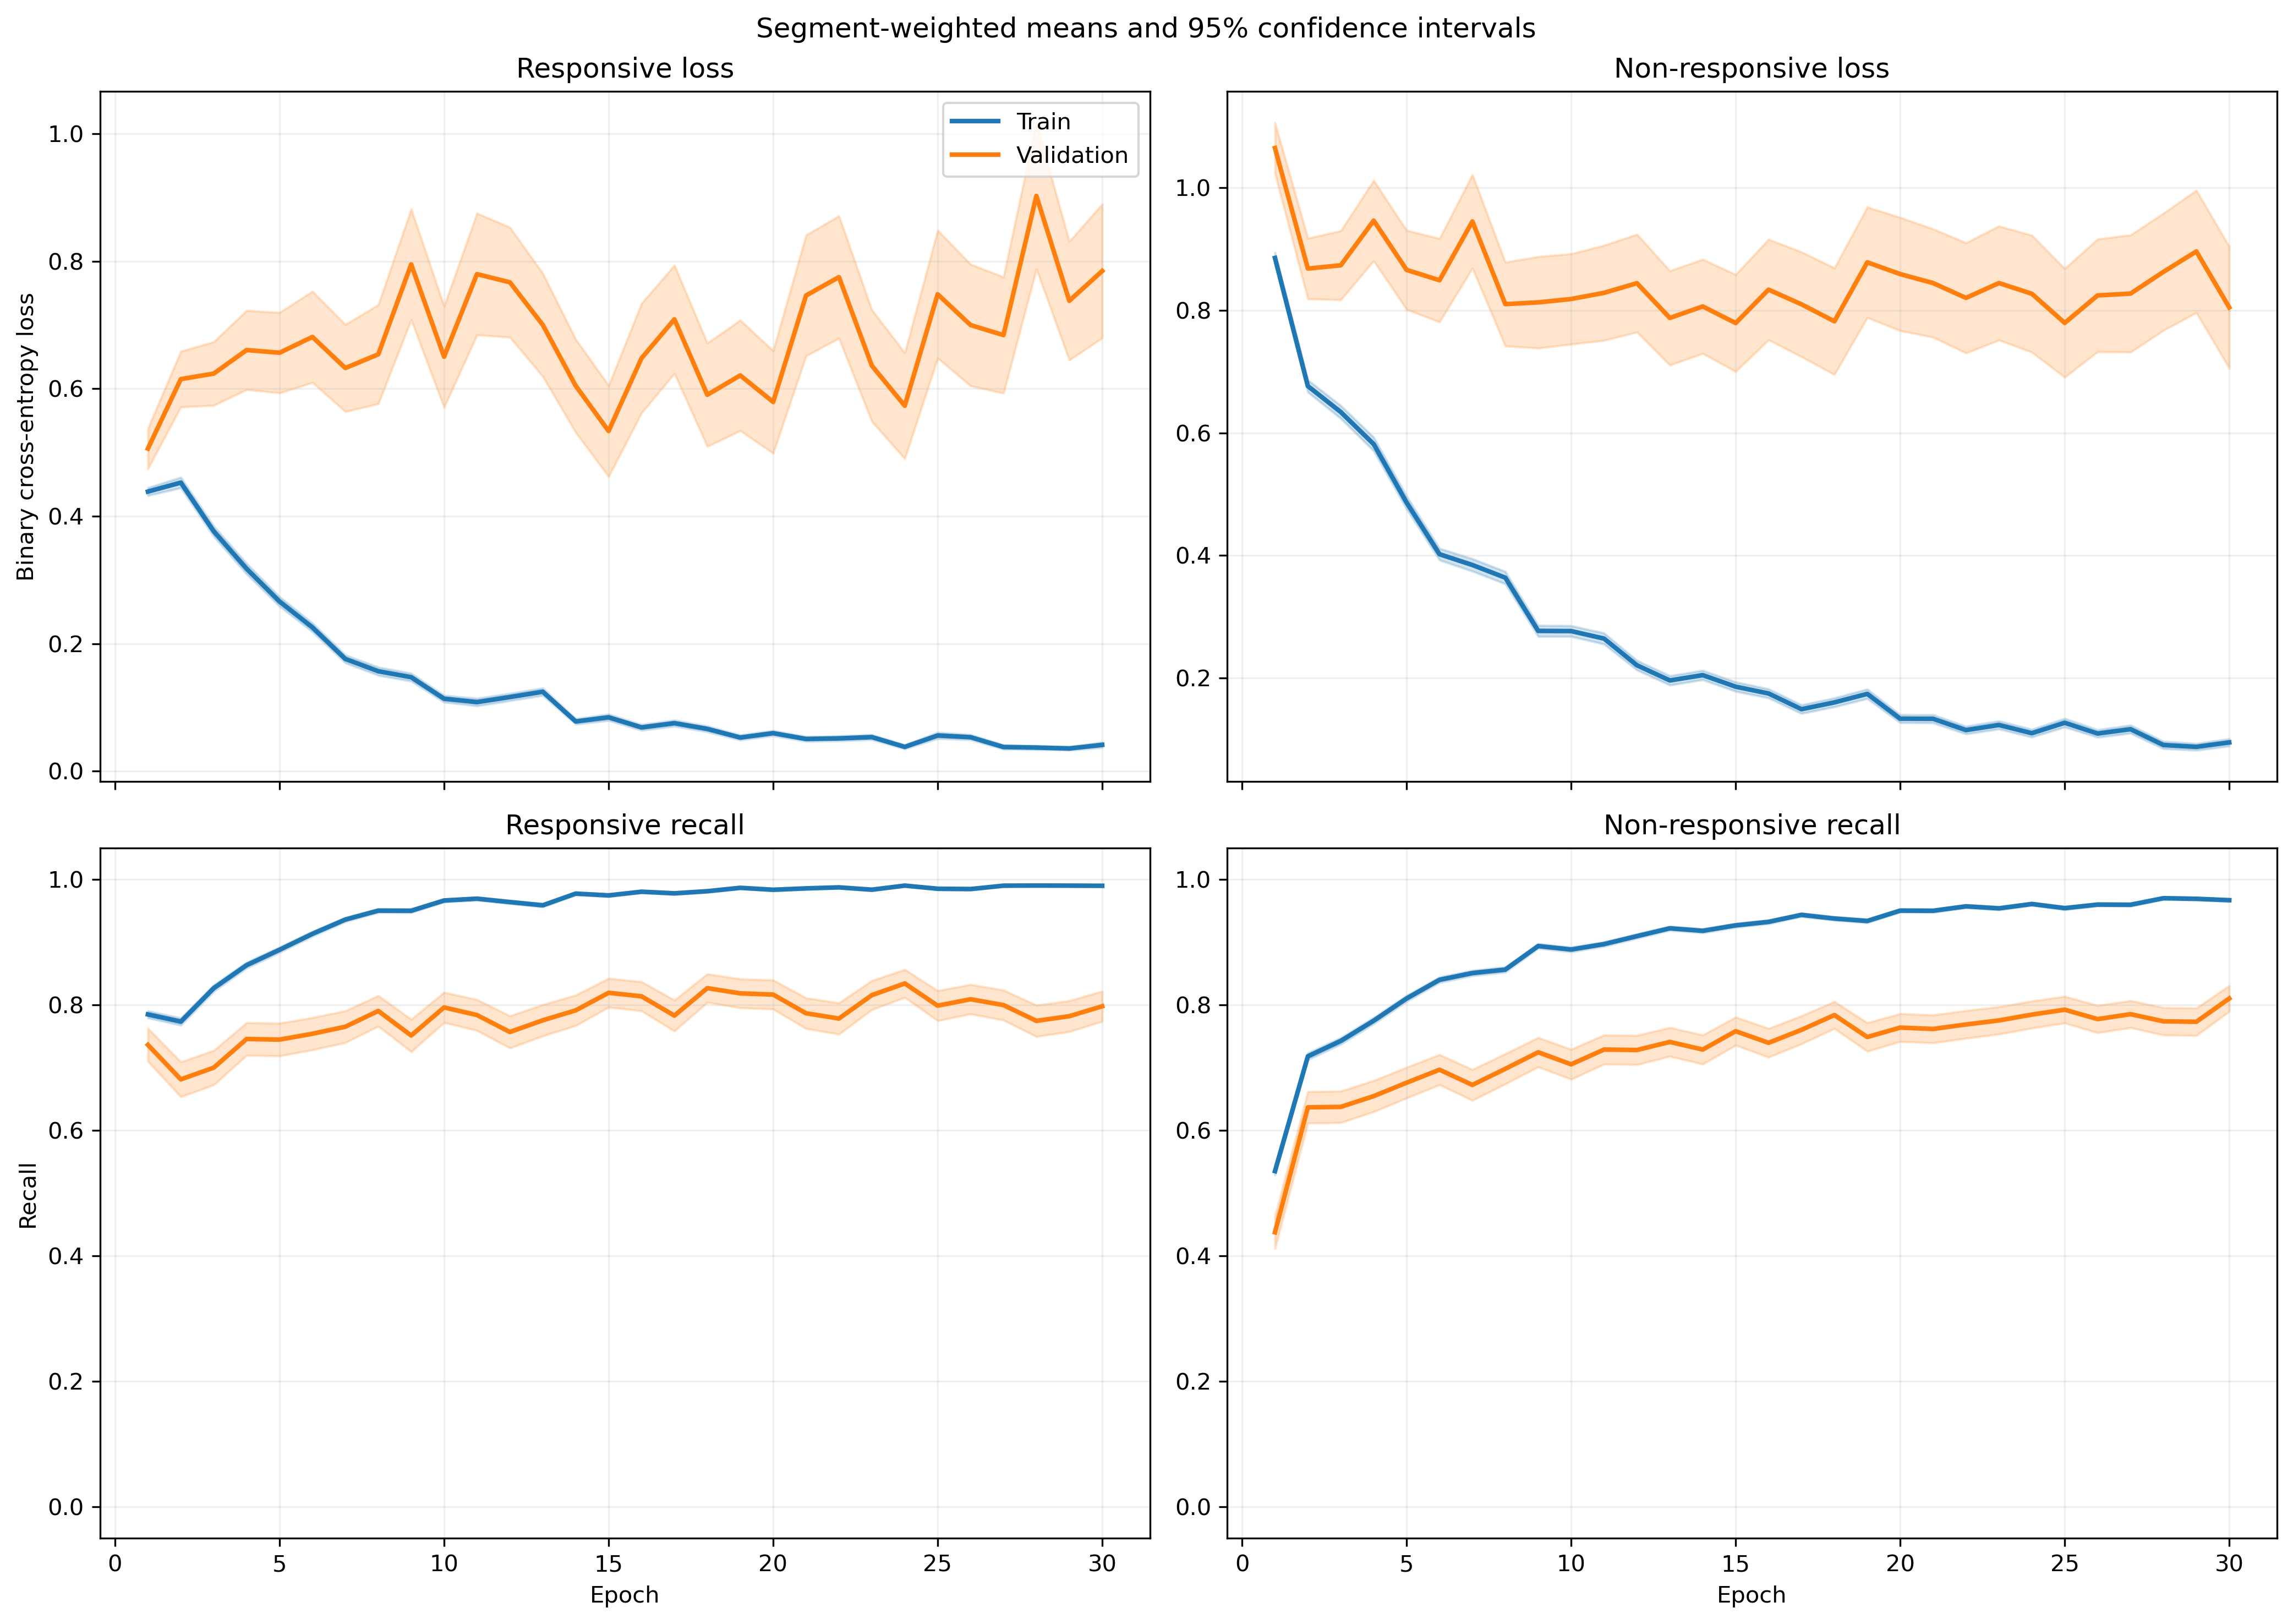 Segment-weighted means and 95% confidence intervals
Responsive loss
Non-responsive loss
Train
Validation
1.0
0.8
0.6
0.4
0.2
0.0
Binary cross-entropy loss
1.0
0.8
0.6
0.4
0.2
Responsive recall
Non-responsive recall
1.0
0.8
0.6
0.4
0.2
0.0
Recall
0 5 10 15 20 25 30
Epoch
1.0
0.8
0.6
0.4
0.2
0.0
0 5 10 15 20 25 30
Epoch